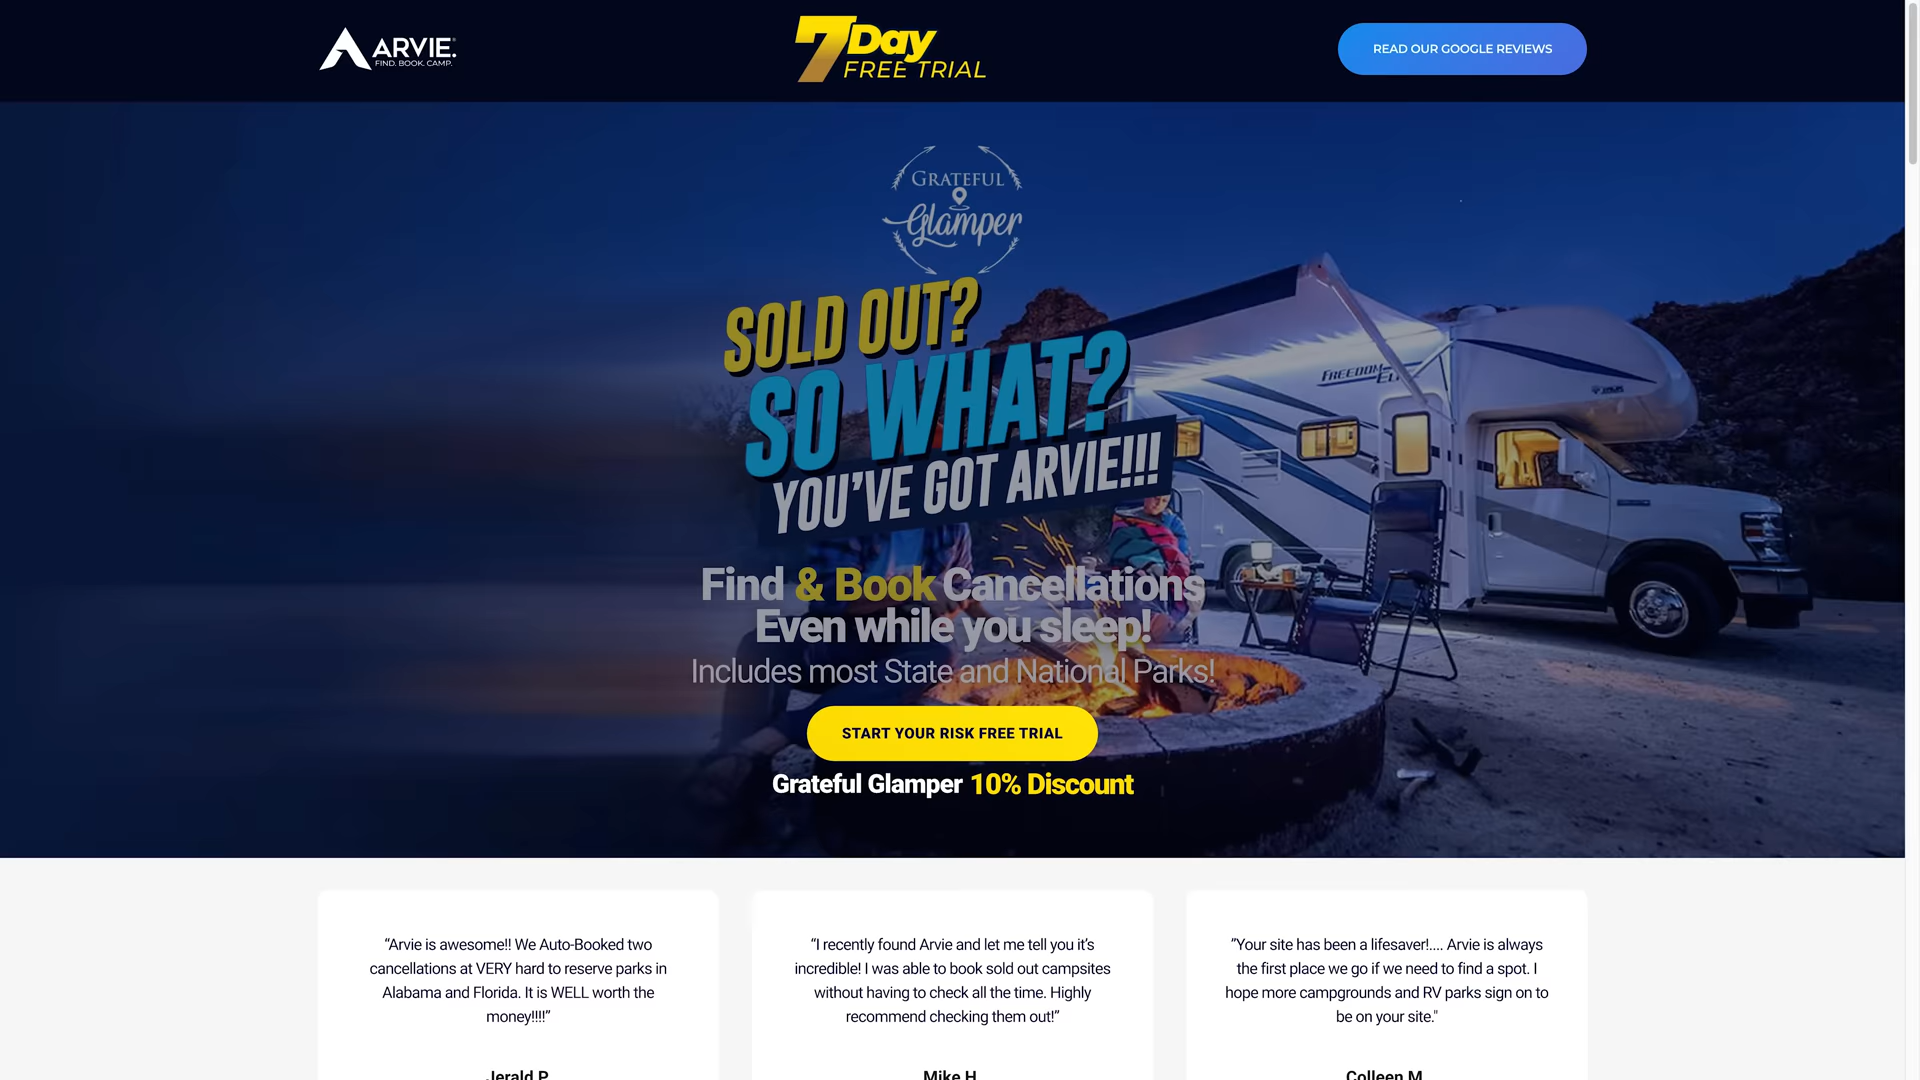 ARVIE.
FIND. BOOK. CAMP.
7 Day
FREE TRIAL
READ OUR GOOGLE REVIEWS
GRATEFUL
Glamper
SOLD OUT?
SO WHAT?
YOU'VE GOT ARVIE!!!
FREEDOM ELITE
Find & Book Cancellations
Even while you sleep!
Includes most State and National Parks!
START YOUR RISK FREE TRIAL
Grateful Glamper 10% Discount
“Arvie is awesome!! We Auto-Booked two
cancellations at VERY hard to reserve parks in
Alabama and Florida. It is WELL worth the
money!!!!”
Jerald P.
“I recently found Arvie and let me tell you it’s
incredible! I was able to book sold out campsites
without having to check all the time. Highly
recommend checking them out!”
Mike H.
”Your site has been a lifesaver!.... Arvie is always
the first place we go if we need to find a spot. I
hope more campgrounds and RV parks sign on to
be on your site."
Colleen M.